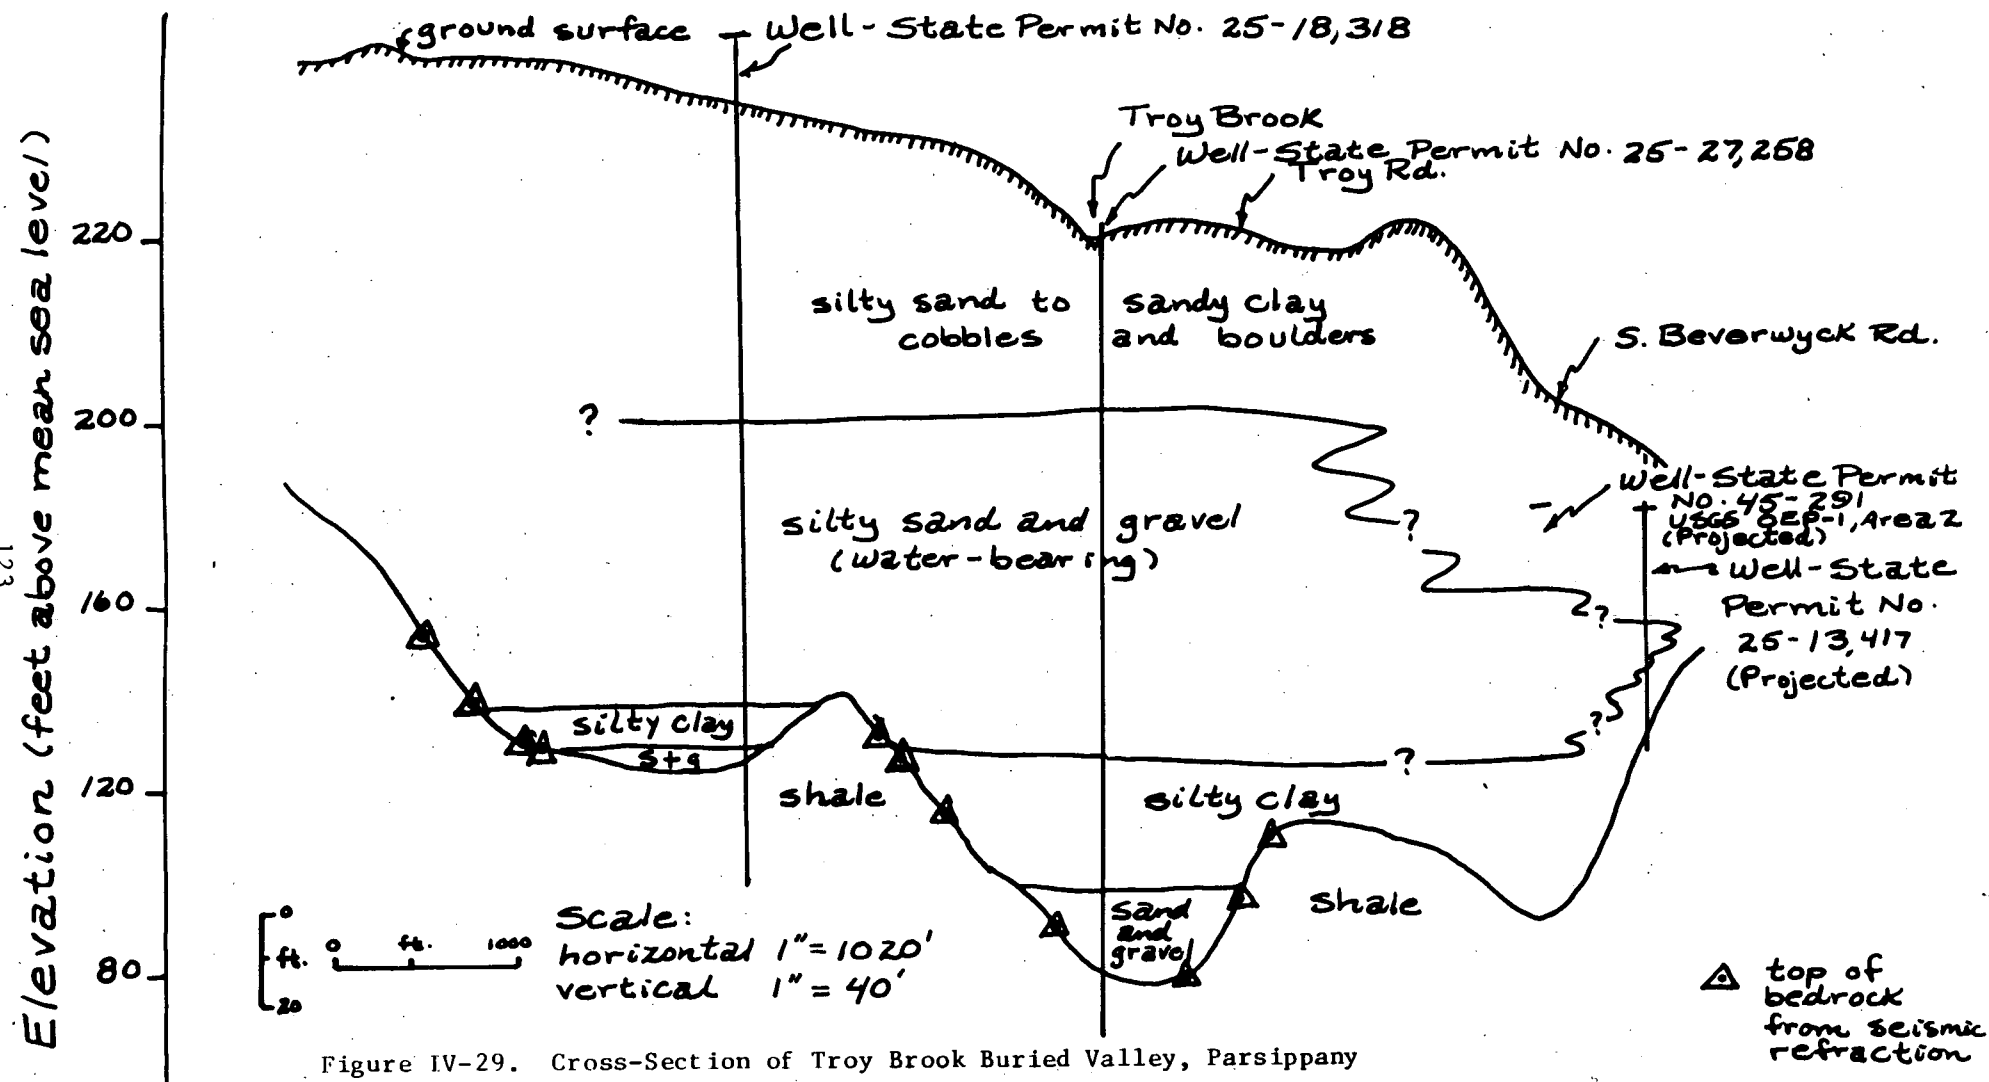 ground surface
Well-State Permit No. 25-18,318
Troy Brook
Well-State Permit No. 25-27,258
Troy Rd.
Elevation (feet above mean sea level)
220
silty sand to
cobbles
sandy clay
and boulders
S. Beverwyck Rd.
?
200
Well-State Permit
No. 45-291
USGS OEP-1, Area 2
(Projected)
silty sand and gravel
(water-bearing)
?
Well-State
Permit No.
25-13,417
(Projected)
123
160
?
silty clay
s+g
?
?
120
shale
silty clay
shale
sand
and
gravel
0
ft.
20
0 ft. 1000
Scale:
horizontal 1"=1020'
vertical 1"=40'
80
top of
bedrock
from seismic
refraction
Figure IV-29. Cross-Section of Troy Brook Buried Valley, Parsippany